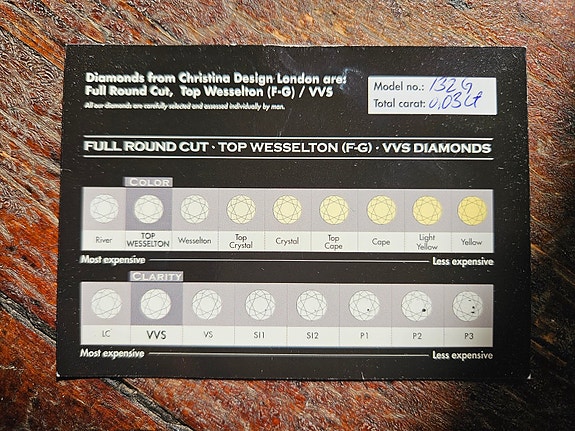 Diamonds from Christina Design London are:
Full Round Cut, Top Wesselton (F-G) / VVS
All our diamonds are carefully selected and assessed individually by man.
Model no.: 132G
Total carat: 0,03ct
FULL ROUND CUT · TOP WESSELTON (F-G) · VVS DIAMONDS
COLOR
River TOP WESSELTON Wesselton Top Crystal Crystal Top Cape Cape Light Yellow Yellow
Most expensive Less expensive
CLARITY
LC VVS VS SI1 SI2 P1 P2 P3
Most expensive Less expensive